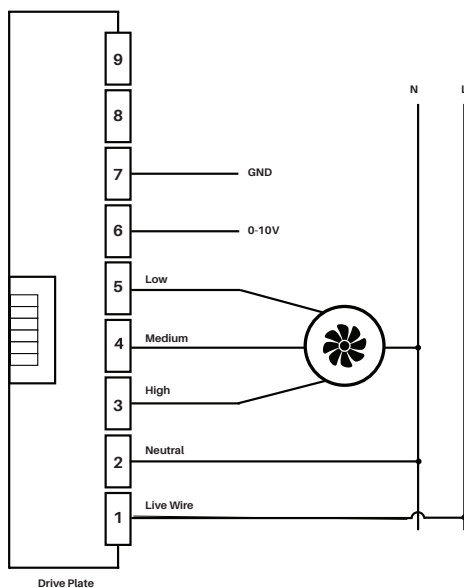 N L
9
8
7 GND
6 0-10V
5 Low
4 Medium
3 High
2 Neutral
1 Live Wire
Drive Plate